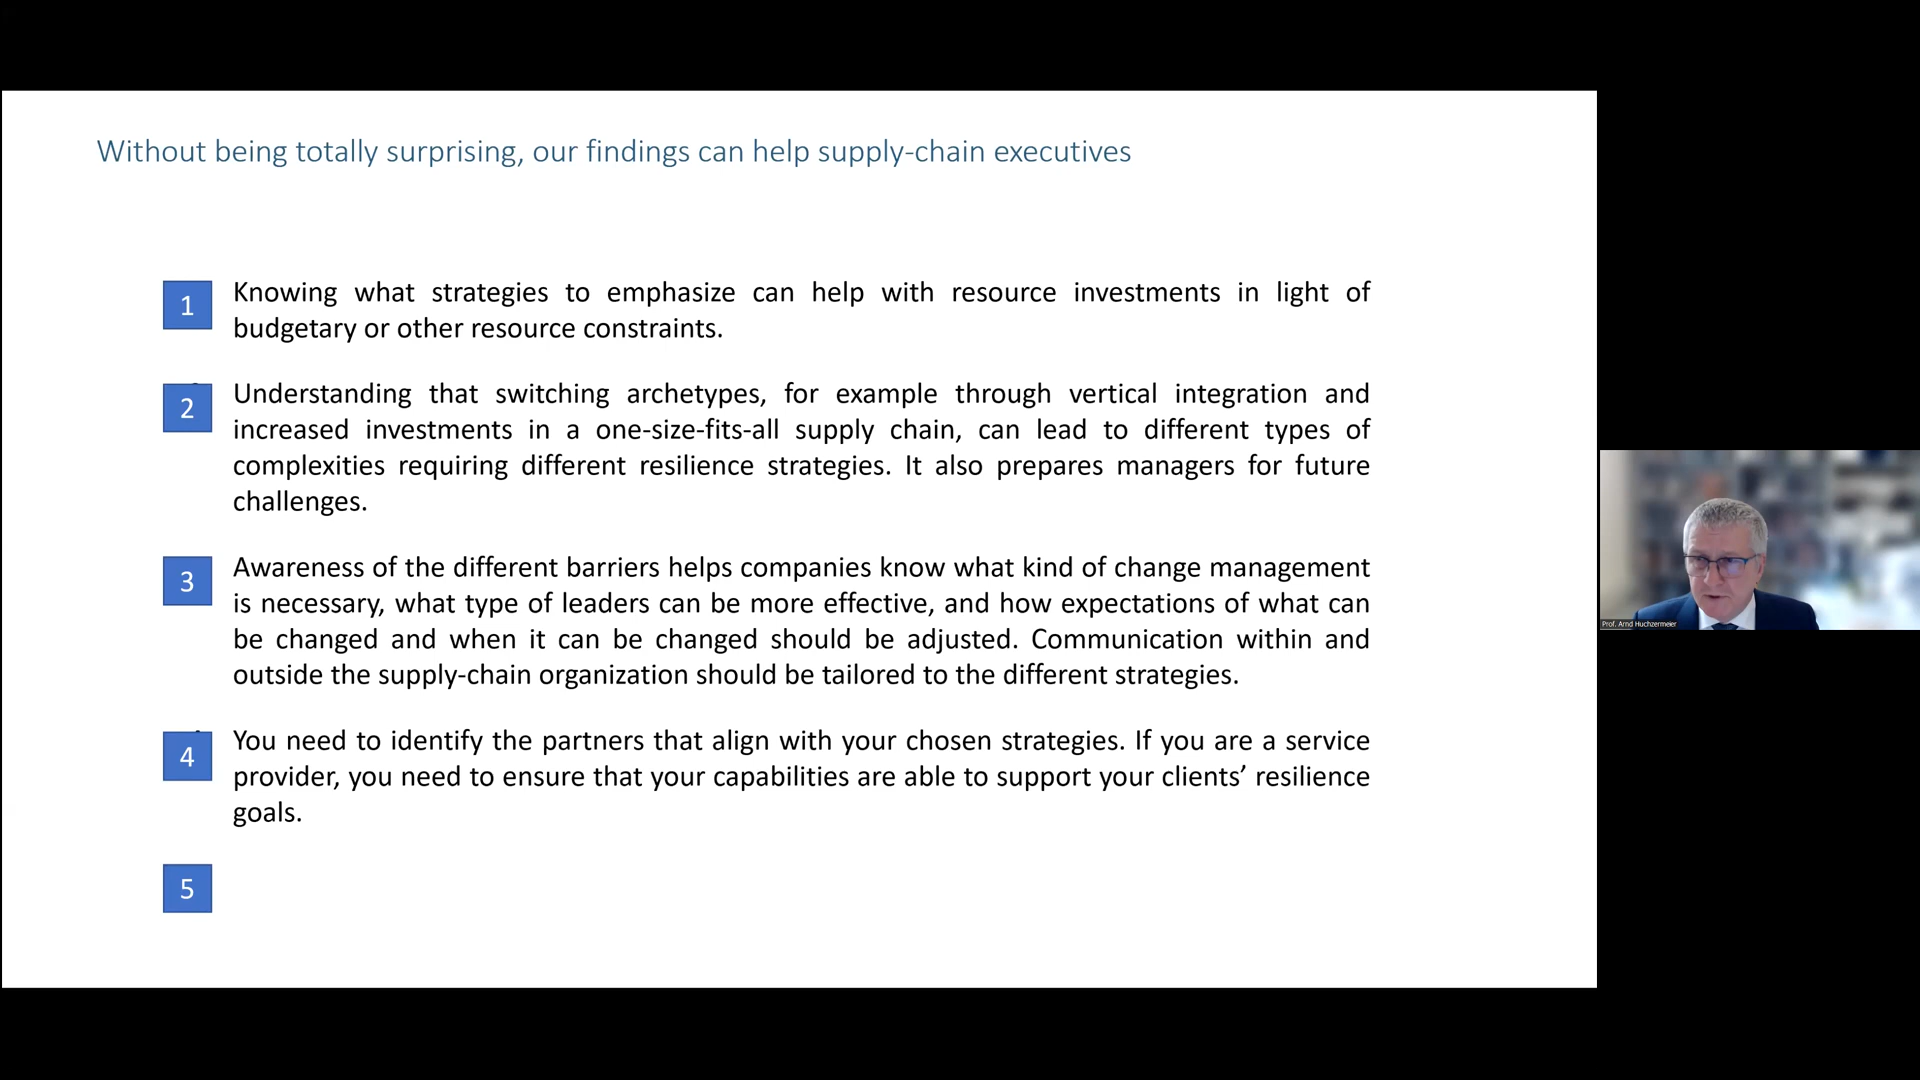 Without being totally surprising, our findings can help supply-chain executives
1
Knowing what strategies to emphasize can help with resource investments in light of
budgetary or other resource constraints.
2
Understanding that switching archetypes, for example through vertical integration and
increased investments in a one-size-fits-all supply chain, can lead to different types of
complexities requiring different resilience strategies. It also prepares managers for future
challenges.
3
Awareness of the different barriers helps companies know what kind of change management
is necessary, what type of leaders can be more effective, and how expectations of what can
be changed and when it can be changed should be adjusted. Communication within and
outside the supply-chain organization should be tailored to the different strategies.
4
You need to identify the partners that align with your chosen strategies. If you are a service
provider, you need to ensure that your capabilities are able to support your clients’ resilience
goals.
5
Prof. Arnd Huchzermeier